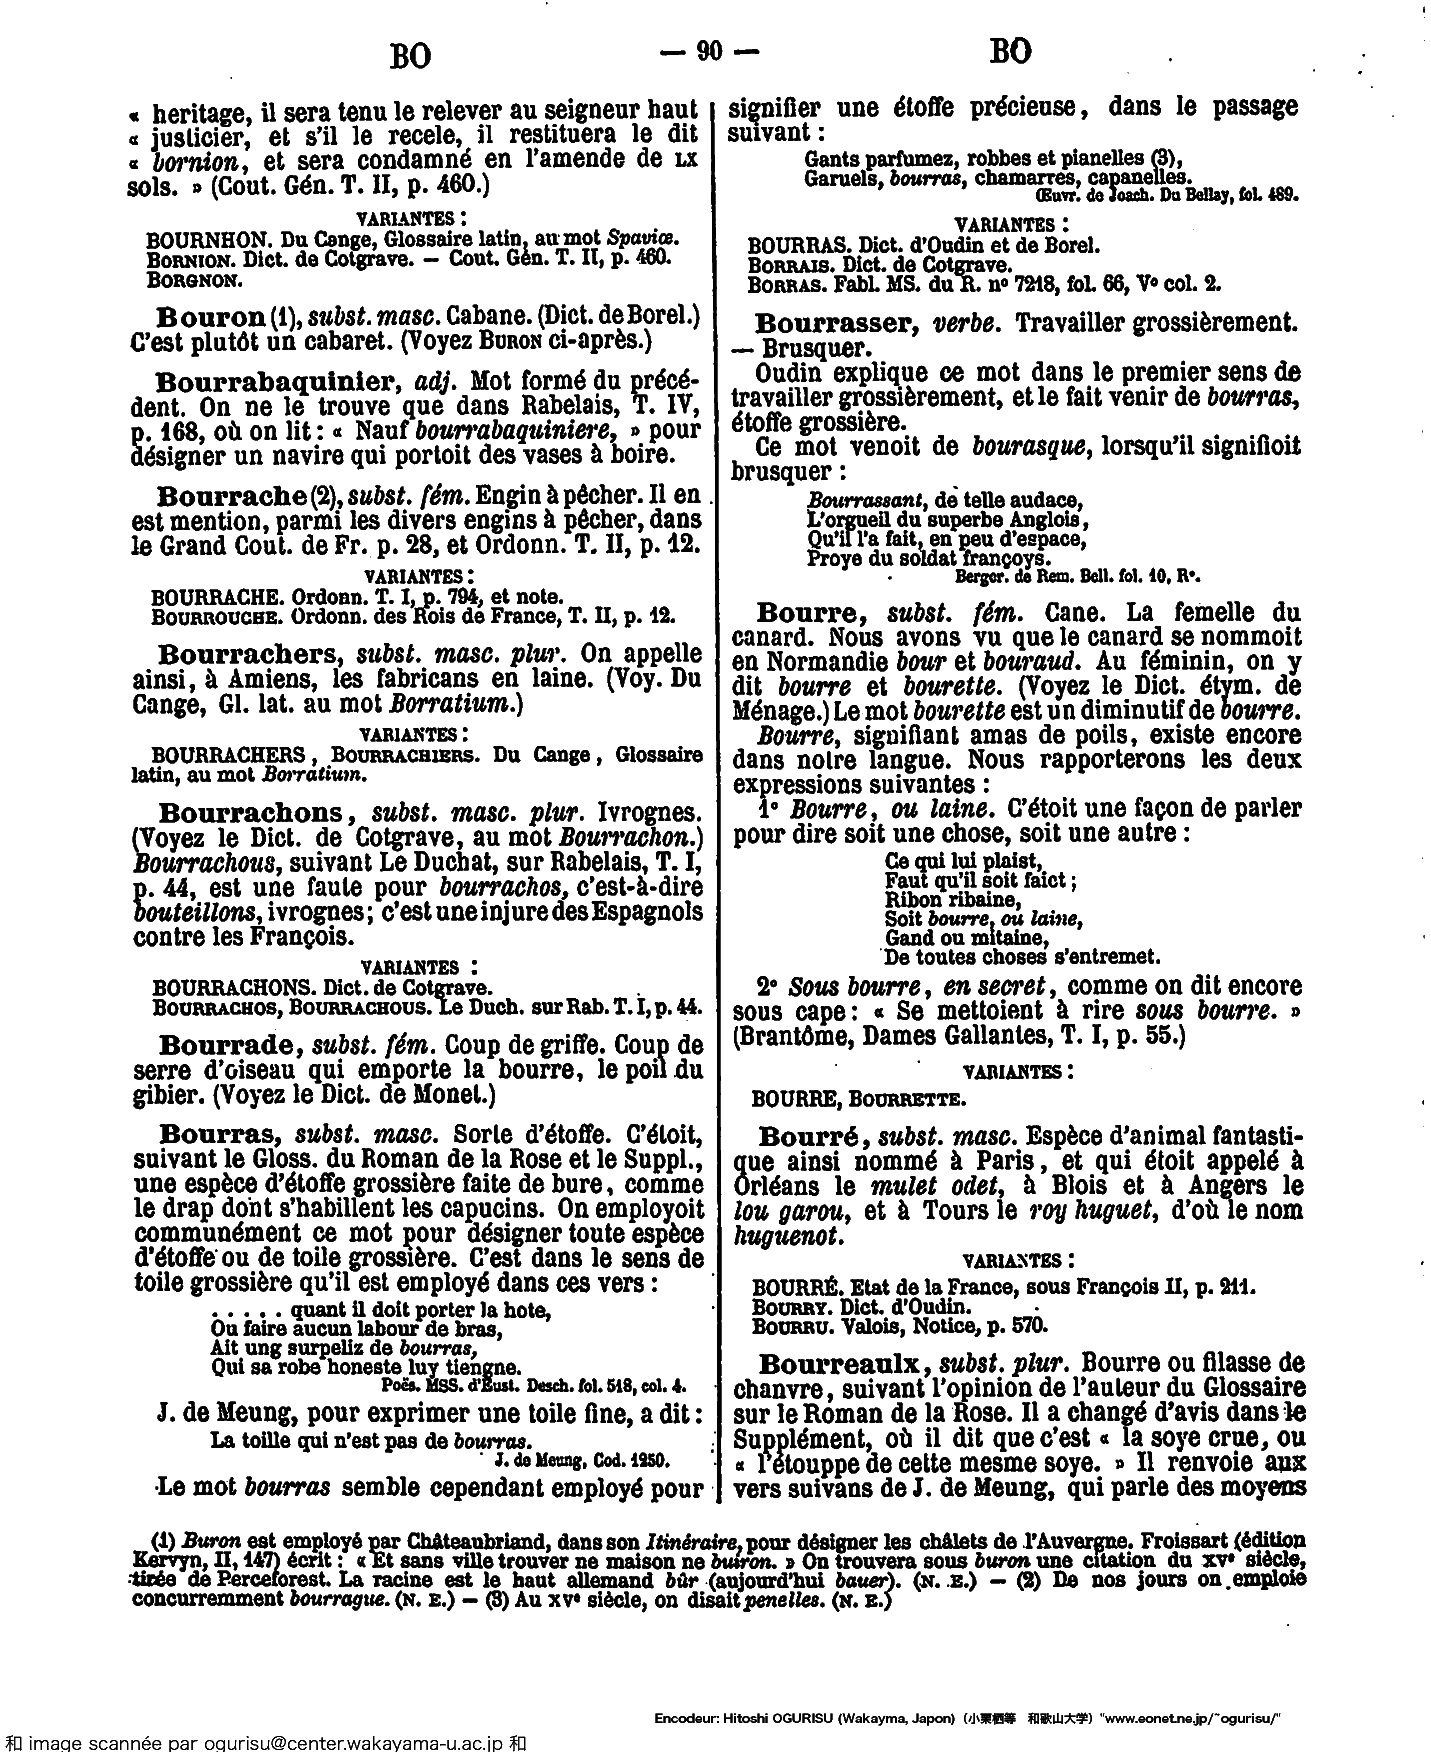 BO — 90 — BO
« heritage, il sera tenu le relever au seigneur haut
« justicier, et s'il le recele, il restituera le dit
« bornion, et sera condamné en l'amende de LX
sols. » (Cout. Gén. T. II, p. 460.)
VARIANTES :
BOURNHON. Du Cange, Glossaire latin, au mot Spaviæ.
BORNION. Dict. de Cotgrave. — Cout. Gén. T. II, p. 460.
BORGNON.
Bouron (1), subst. masc. Cabane. (Dict. de Borel.)
C'est plutôt un cabaret. (Voyez BURON ci-après.)
Bourrabaquinier, adj. Mot formé du précé-
dent. On ne le trouve que dans Rabelais, T. IV,
p. 168, où on lit : « Nauf bourrabaquiniere, » pour
désigner un navire qui portoit des vases à boire.
Bourrache (2), subst. fém. Engin à pêcher. Il en
est mention, parmi les divers engins à pêcher, dans
le Grand Cout. de Fr. p. 28, et Ordonn. T. II, p. 12.
VARIANTES :
BOURRACHE. Ordonn. T. I, p. 794, et note.
BOURROUCHE. Ordonn. des Rois de France, T. II, p. 12.
Bourrachers, subst. masc. plur. On appelle
ainsi, à Amiens, les fabricans en laine. (Voy. Du
Cange, Gl. lat. au mot Borratium.)
VARIANTES :
BOURRACHERS, BOURRACHIERS. Du Cange, Glossaire
latin, au mot Borratium.
Bourrachons, subst. masc. plur. Ivrognes.
(Voyez le Dict. de Cotgrave, au mot Bourrachon.)
Bourrachous, suivant Le Duchat, sur Rabelais, T. I,
p. 44, est une faute pour bourrachos, c'est-à-dire
bouteillons, ivrognes ; c'est une injure des Espagnols
contre les François.
VARIANTES :
BOURRACHONS. Dict. de Cotgrave.
BOURRACHOS, BOURRACHOUS. Le Duch. sur Rab. T. I, p. 44.
Bourrade, subst. fém. Coup de griffe. Coup de
serre d'oiseau qui emporte la bourre, le poil du
gibier. (Voyez le Dict. de Monet.)
Bourras, subst. masc. Sorte d'étoffe. C'étoit,
suivant le Gloss. du Roman de la Rose et le Suppl.,
une espèce d'étoffe grossière faite de bure, comme
le drap dont s'habillent les capucins. On employoit
communément ce mot pour désigner toute espèce
d'étoffe ou de toile grossière. C'est dans le sens de
toile grossière qu'il est employé dans ces vers :
. . . . . quant il doit porter la hote,
Ou faire aucun labour de bras,
Ait ung surpeliz de bourras,
Qui sa robe honeste luy tiengne.
Poës. MSS. d'Eust. Desch. fol. 518, col. 4.
J. de Meung, pour exprimer une toile fine, a dit :
La toille qui n'est pas de bourras.
J. de Meung, Cod. 1250.
Le mot bourras semble cependant employé pour
signifier une étoffe précieuse, dans le passage
suivant :
Gants parfumez, robbes et pianelles (3),
Garuels, bourras, chamarres, capanelles.
Œuvr. de Joach. Du Bellay, fol. 489.
VARIANTES :
BOURRAS. Dict. d'Oudin et de Borel.
BORRAIS. Dict. de Cotgrave.
BORRAS. Fabl. MS. du R. nº 7218, fol. 66, Vº col. 2.
Bourrasser, verbe. Travailler grossièrement.
— Brusquer.
Oudin explique ce mot dans le premier sens de
travailler grossièrement, et le fait venir de bourras,
étoffe grossière.
Ce mot venoit de bourasque, lorsqu'il signifioit
brusquer :
Bourrassant, de telle audace,
L'orgueil du superbe Anglois,
Qu'il l'a fait, en peu d'espace,
Proye du soldat françoys.
Berger. de Rem. Bell. fol. 10, Rº.
Bourre, subst. fém. Cane. La femelle du
canard. Nous avons vu que le canard se nommoit
en Normandie bour et bouraud. Au féminin, on y
dit bourre et bourette. (Voyez le Dict. étym. de
Ménage.) Le mot bourette est un diminutif de bourre.
Bourre, signifiant amas de poils, existe encore
dans notre langue. Nous rapporterons les deux
expressions suivantes :
1º Bourre, ou laine. C'étoit une façon de parler
pour dire soit une chose, soit une autre :
Ce qui lui plaist,
Faut qu'il soit faict ;
Ribon ribaine,
Soit bourre, ou laine,
Gand ou mitaine,
De toutes choses s'entremet.
2º Sous bourre, en secret, comme on dit encore
sous cape : « Se mettoient à rire sous bourre. »
(Brantôme, Dames Gallantes, T. I, p. 55.)
VARIANTES :
BOURRE, BOURRETTE.
Bourré, subst. masc. Espèce d'animal fantasti-
que ainsi nommé à Paris, et qui étoit appelé à
Orléans le mulet odet, à Blois et à Angers le
lou garou, et à Tours le roy huguet, d'où le nom
huguenot.
VARIANTES :
BOURRÉ. Etat de la France, sous François II, p. 211.
BOURRY. Dict. d'Oudin.
BOURRU. Valois, Notice, p. 570.
Bourreaulx, subst. plur. Bourre ou filasse de
chanvre, suivant l'opinion de l'auteur du Glossaire
sur le Roman de la Rose. Il a changé d'avis dans le
Supplément, où il dit que c'est « la soye crue, ou
« l'étouppe de cette mesme soye. » Il renvoie aux
vers suivans de J. de Meung, qui parle des moyens
(1) Buron est employé par Châteaubriand, dans son Itinéraire, pour désigner les châlets de l'Auvergne. Froissart (édition
Kervyn, II, 147) écrit : « Et sans ville trouver ne maison ne buiron. » On trouvera sous buron une citation du XVe siècle,
tirée de Perceforest. La racine est le haut allemand bûr (aujourd'hui bauer). (N. E.) — (2) De nos jours on emploie
concurremment bourrague. (N. E.) — (3) Au XVe siècle, on disait penelles. (N. E.)
Encodeur: Hitoshi OGURISU (Wakayma, Japon)（小栗栖等 和歌山大学）"www.eonet.ne.jp/~ogurisu/"
和 image scannée par ogurisu@center.wakayama-u.ac.jp 和